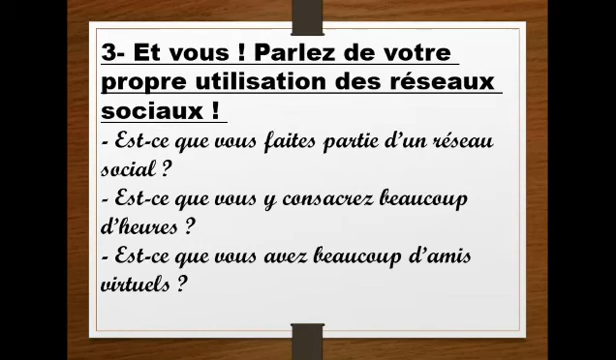 3- Et vous ! Parlez de votre
propre utilisation des réseaux
sociaux !
- Est-ce que vous faites partie d'un réseau
social ?
- Est-ce que vous y consacrez beaucoup
d'heures ?
- Est-ce que vous avez beaucoup d'amis
virtuels ?